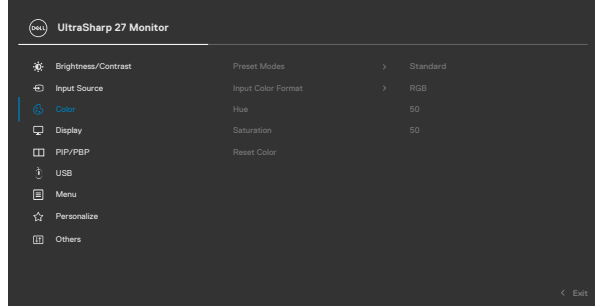 DELL UltraSharp 27 Monitor
Brightness/Contrast Preset Modes > Standard
Input Source Input Color Format > RGB
Color Hue 50
Display Saturation 50
PIP/PBP Reset Color
USB
Menu
Personalize
Others
< Exit